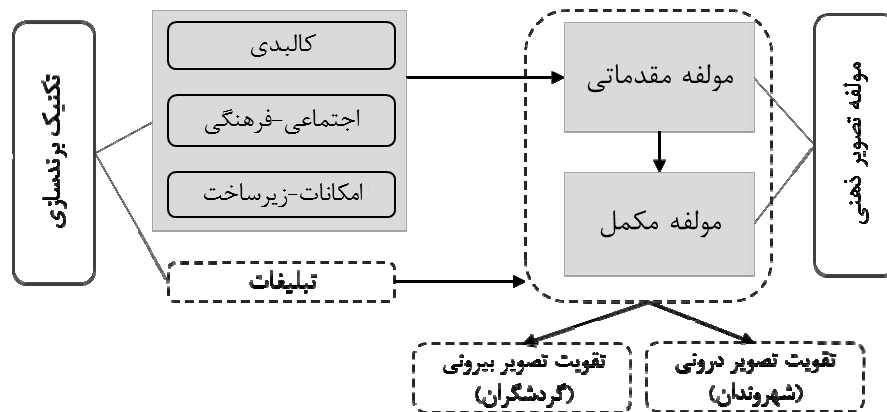 مولفه تصویر ذهنی
مولفه مقدماتی
مولفه مکمل
کالبدی
اجتماعی-فرهنگی
امکانات-زیرساخت
تبلیغات
تکنیک برندسازی
تقویت تصویر درونی
(شهروندان)
تقویت تصویر بیرونی
(گردشگران)